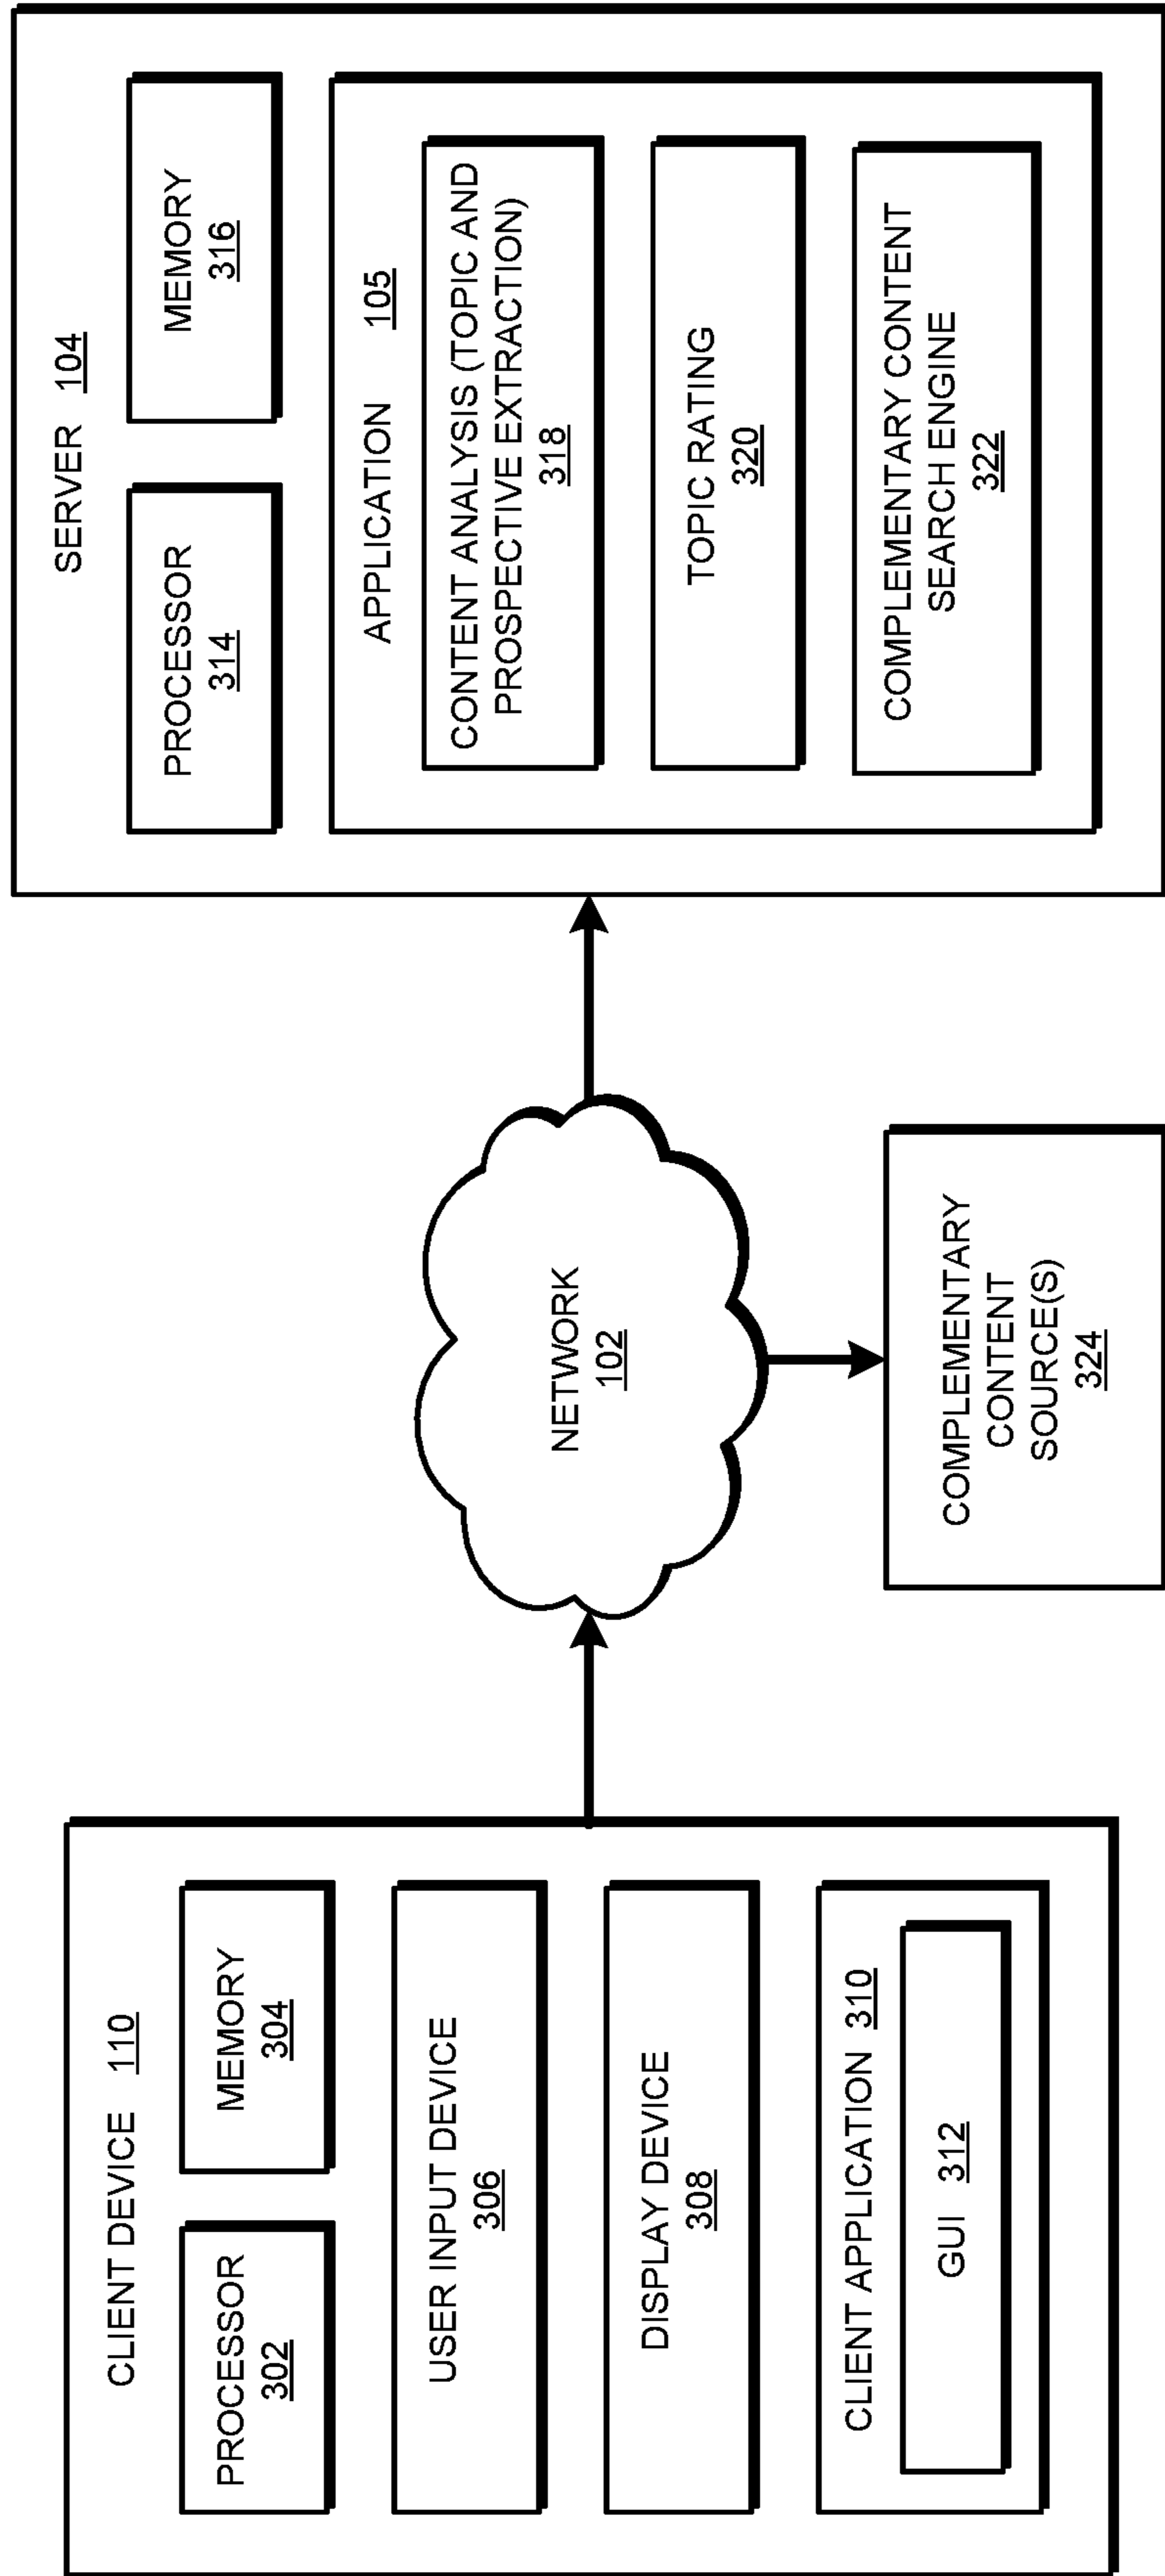 CLIENT DEVICE 110
PROCESSOR
302
MEMORY
304
USER INPUT DEVICE
306
DISPLAY DEVICE
308
CLIENT APPLICATION 310
GUI 312
NETWORK
102
COMPLEMENTARY
CONTENT
SOURCE(S)
324
SERVER 104
PROCESSOR
314
MEMORY
316
APPLICATION 105
CONTENT ANALYSIS (TOPIC AND
PROSPECTIVE EXTRACTION)
318
TOPIC RATING
320
COMPLEMENTARY CONTENT
SEARCH ENGINE
322